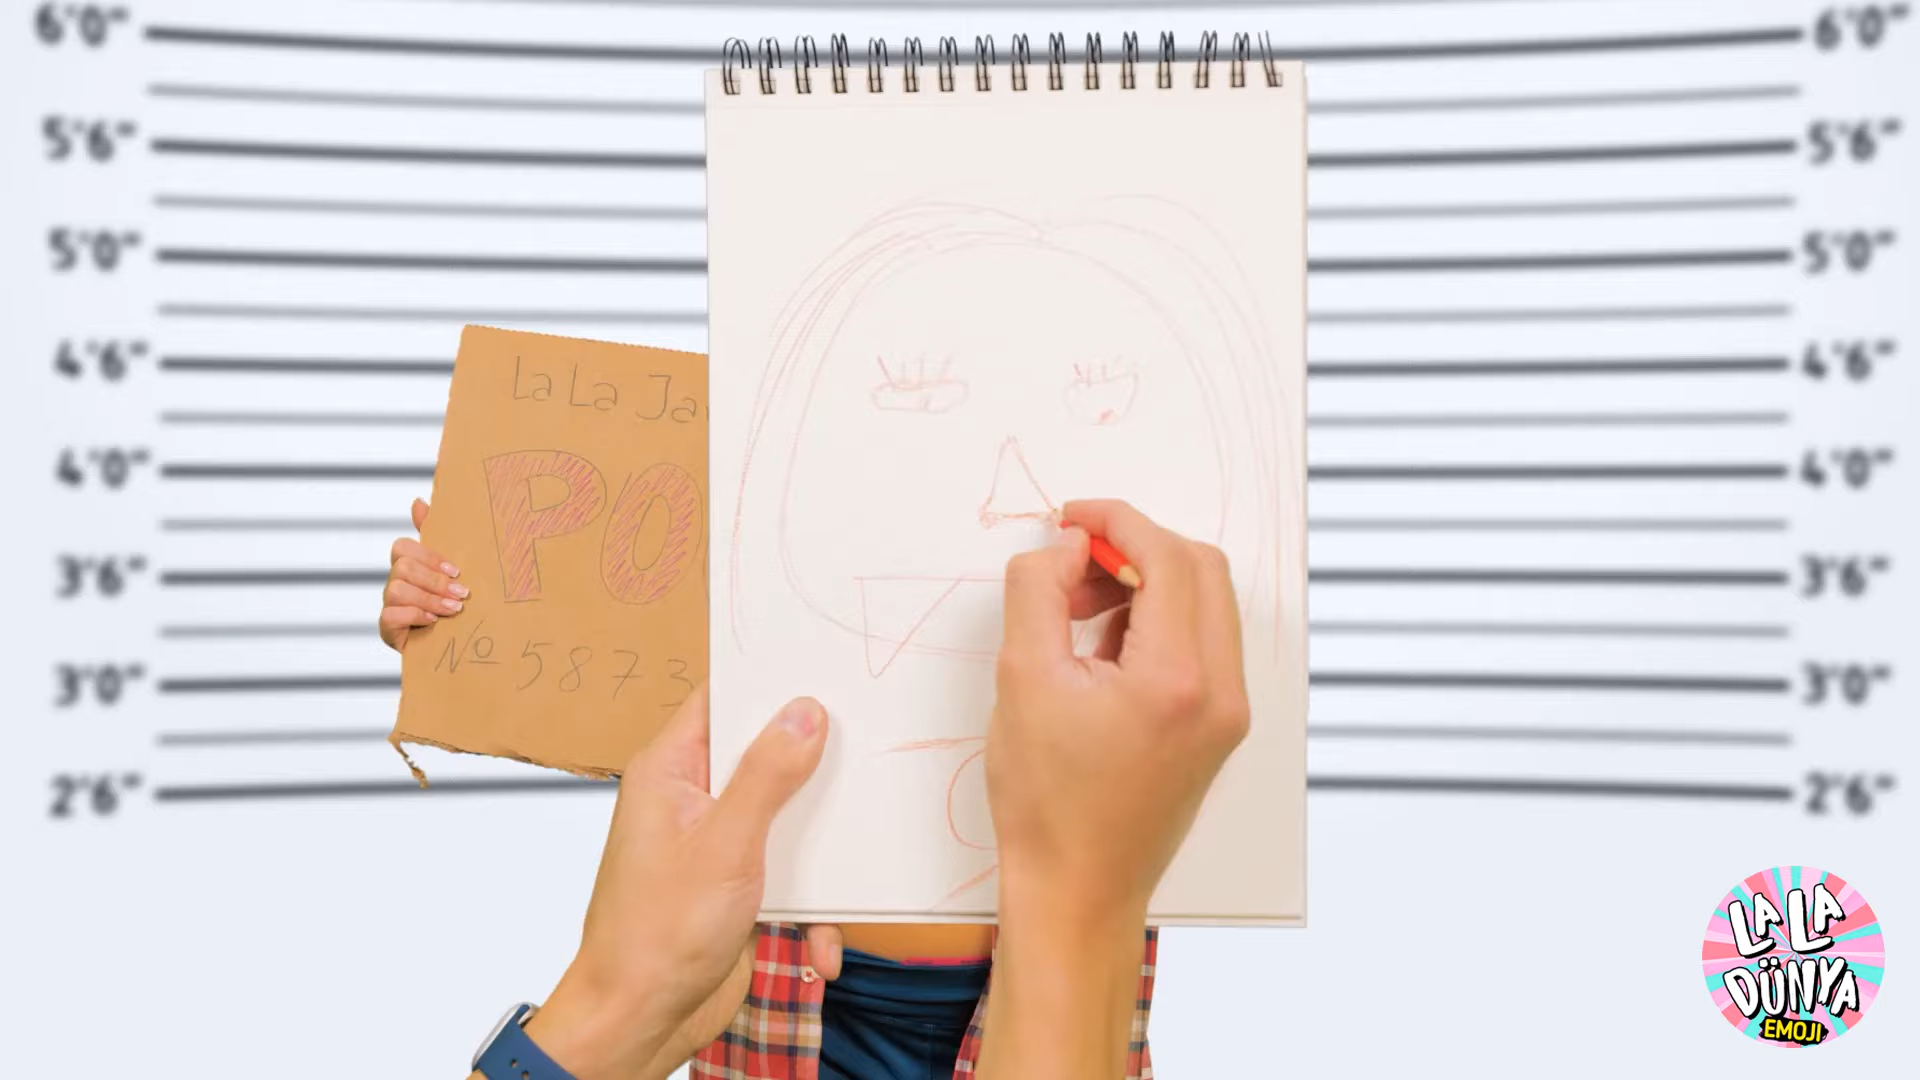 6'0" 6'0"
5'6" 5'6"
5'0" 5'0"
4'6" 4'6"
4'0" 4'0"
3'6" 3'6"
3'0" 3'0"
2'6" 2'6"
La La Ja
PO
No 5873
LA LA
DÜNYA
EMOJI